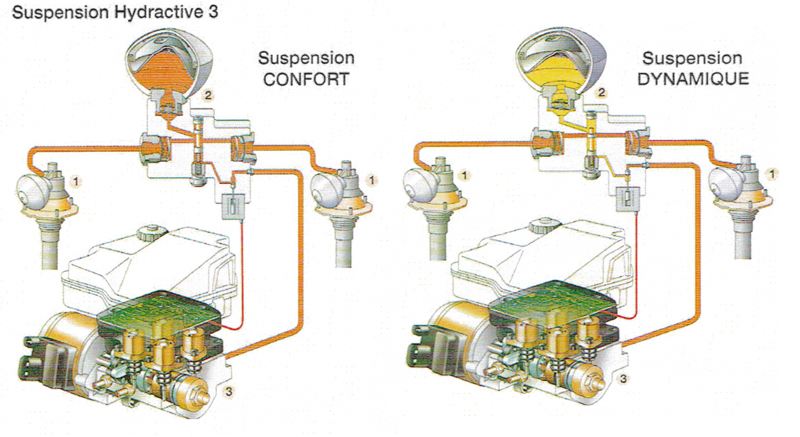 Suspension Hydractive 3
Suspension
CONFORT
2
1
1
3
Suspension
DYNAMIQUE
2
1
1
3